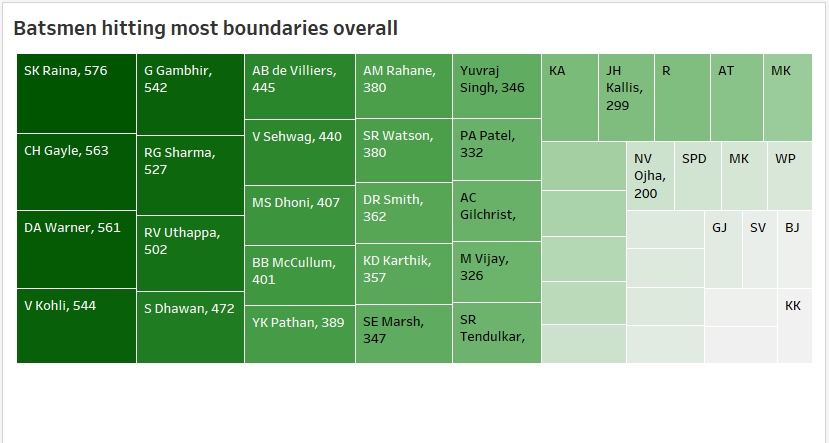 Batsmen hitting most boundaries overall
SK Raina, 576
CH Gayle, 563
DA Warner, 561
V Kohli, 544
G Gambhir,
542
RG Sharma,
527
RV Uthappa,
502
S Dhawan, 472
AB de Villiers,
445
V Sehwag, 440
MS Dhoni, 407
BB McCullum,
401
YK Pathan, 389
AM Rahane,
380
SR Watson,
380
DR Smith,
362
KD Karthik,
357
SE Marsh,
347
Yuvraj
Singh, 346
PA Patel,
332
AC
Gilchrist,
M Vijay,
326
SR
Tendulkar,
KA
JH
Kallis,
299
R
AT
MK
NV
Ojha,
200
SPD
MK
WP
GJ
SV
BJ
KK